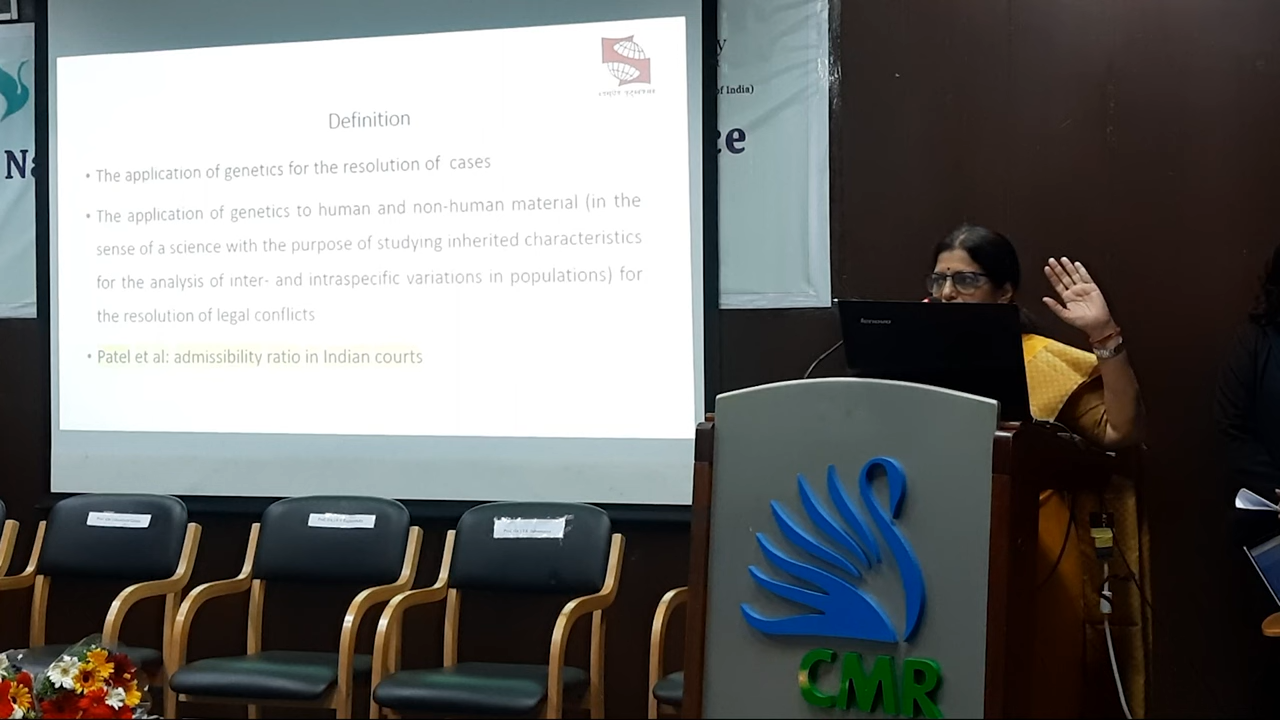 y
of India)
Na
ce
Definition
• The application of genetics for the resolution of cases
• The application of genetics to human and non-human material (in the
sense of a science with the purpose of studying inherited characteristics
for the analysis of inter- and intraspecific variations in populations) for
the resolution of legal conflicts
• Patel et al: admissibility ratio in Indian courts
lenovo
CMR